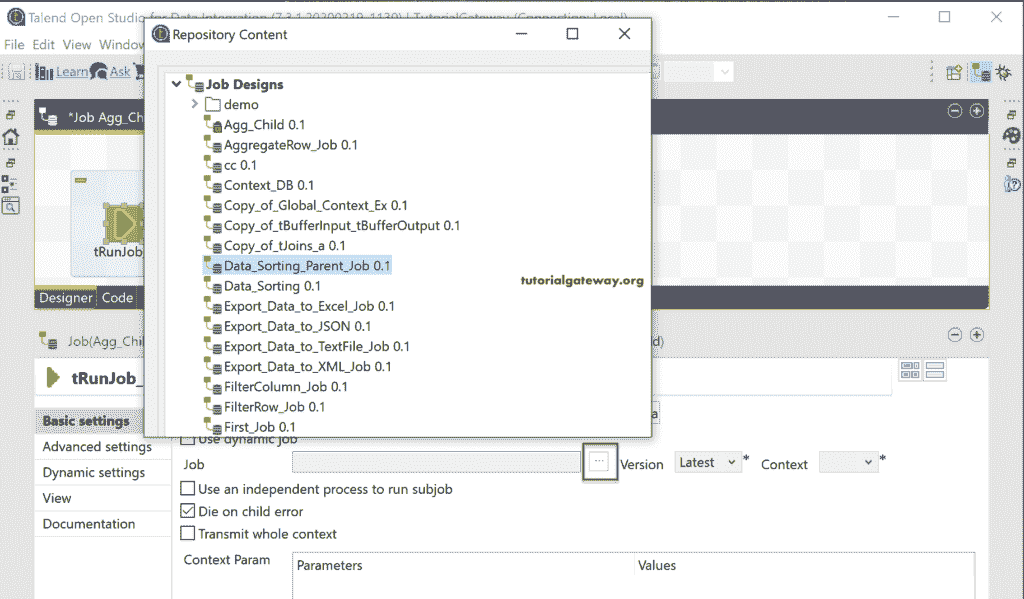 Talend Open Studio for Data Integration (7.3.1.20200219_1130) | TutorialGateway (Connection: Local)
File Edit View Window
Learn Ask
Repository Content
Job Designs
demo
Agg_Child 0.1
AggregateRow_Job 0.1
cc 0.1
Context_DB 0.1
Copy_of_Global_Context_Ex 0.1
Copy_of_tBufferInput_tBufferOutput 0.1
Copy_of_tJoins_a 0.1
Data_Sorting_Parent_Job 0.1
Data_Sorting 0.1
Export_Data_to_Excel_Job 0.1
Export_Data_to_JSON 0.1
Export_Data_to_TextFile_Job 0.1
Export_Data_to_XML_Job 0.1
FilterColumn_Job 0.1
FilterRow_Job 0.1
First_Job 0.1
tutorialgateway.org
*Job Agg_Ch
tRunJob_
Designer Code
Job(Agg_Chi
tRunJob_
Basic settings
Advanced settings
Dynamic settings
View
Documentation
Use dynamic job
Job ... Version Latest * Context *
Use an independent process to run subjob
Die on child error
Transmit whole context
Context Param Parameters Values